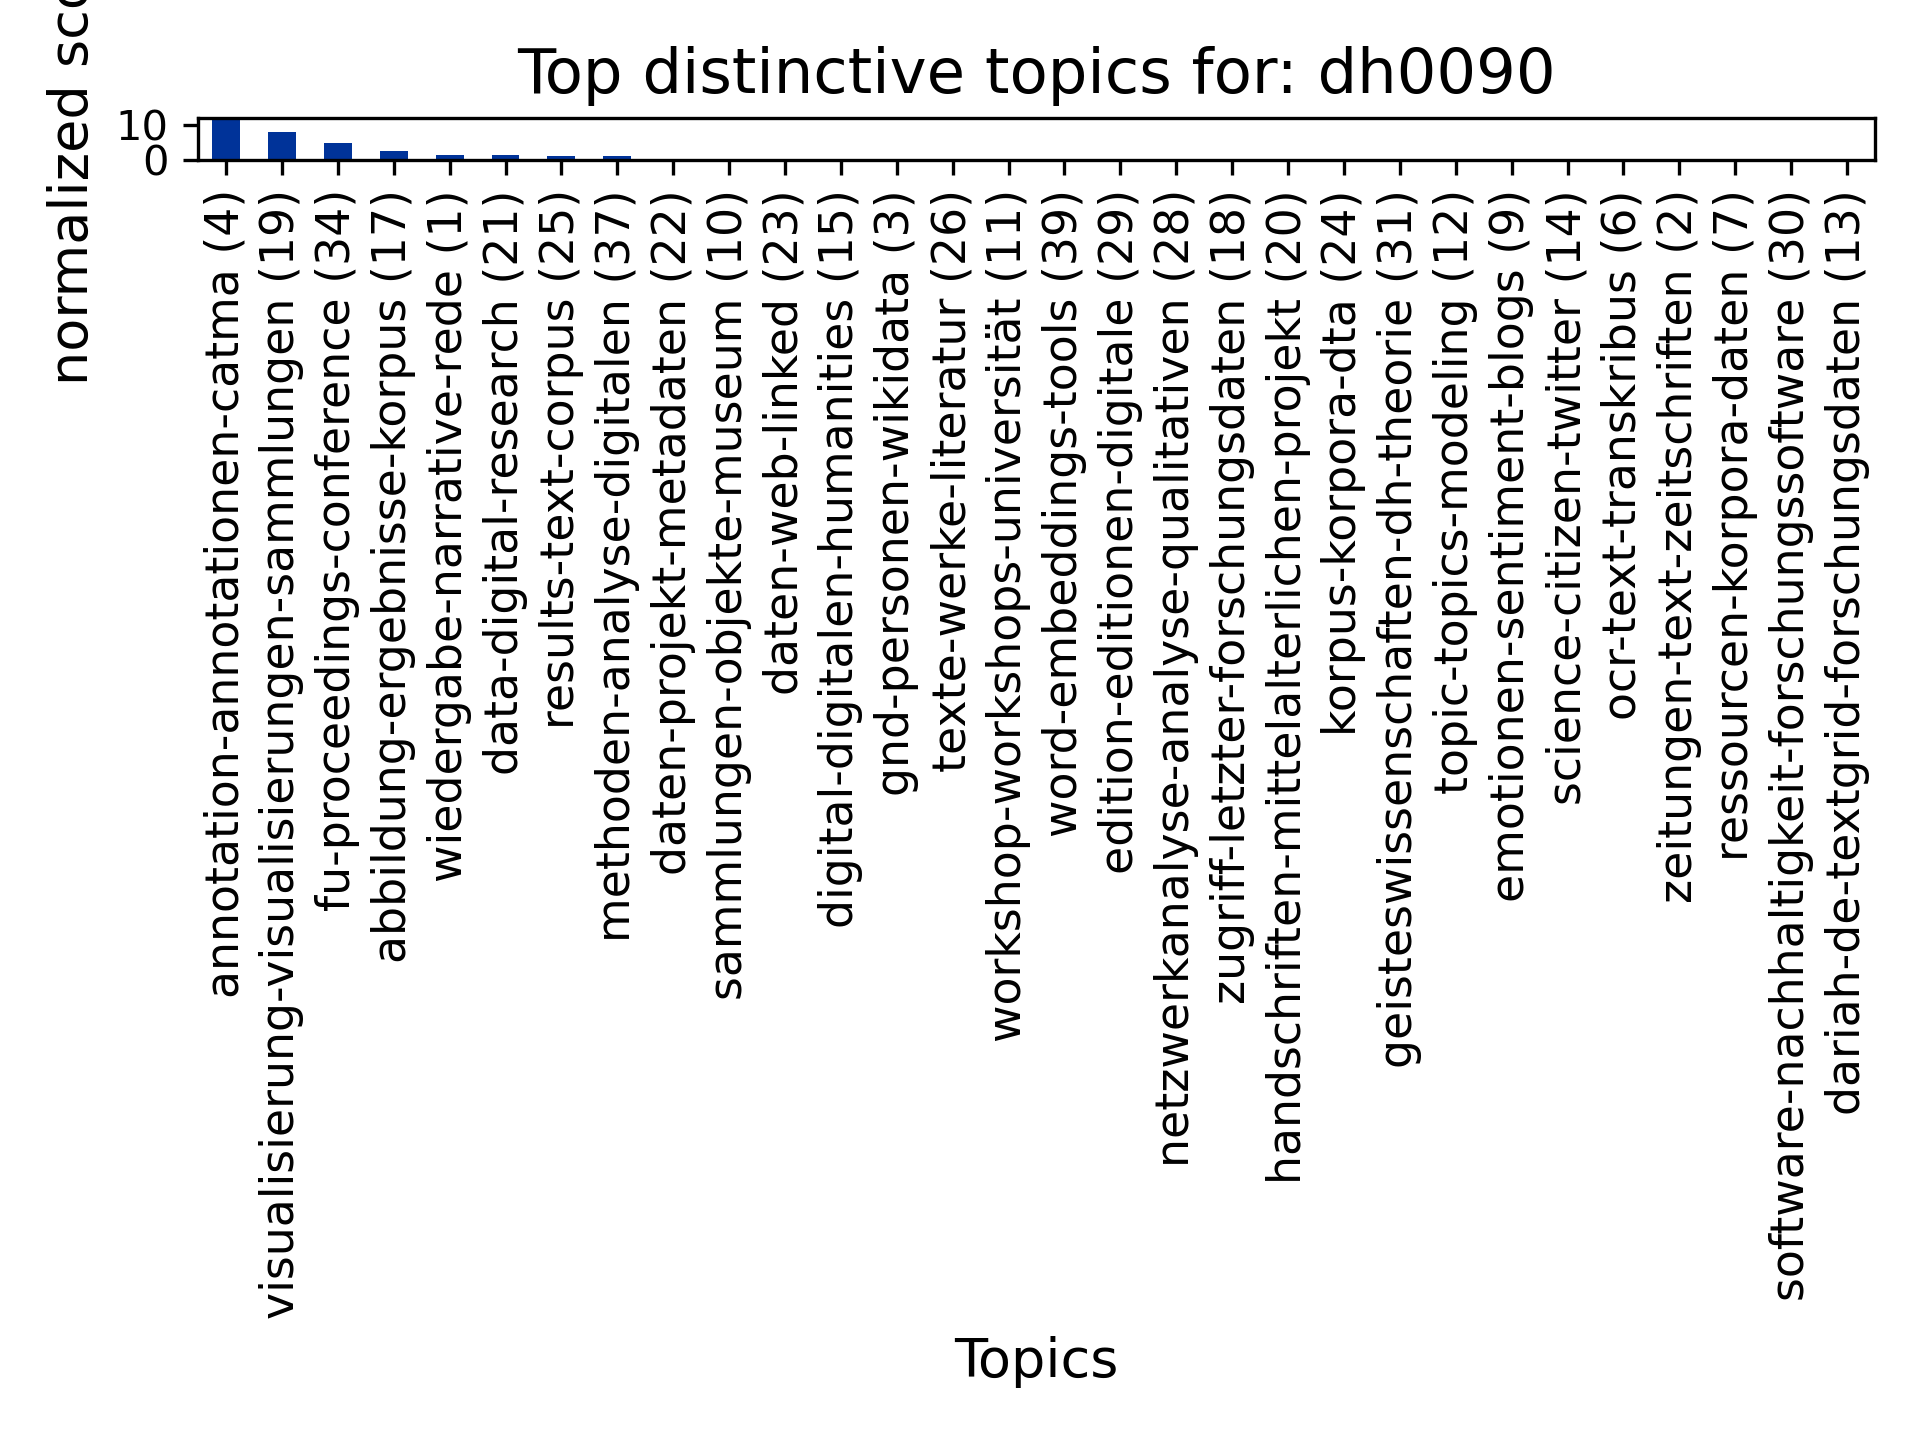 Top distinctive topics for: dh0090
normalized
10
0
annotation-annotationen-catma (4)
visualisierung-visualisierungen-sammlungen (19)
fu-proceedings-conference (34)
abbildung-ergebnisse-korpus (17)
wiedergabe-narrative-rede (1)
data-digital-research (21)
results-text-corpus (25)
methoden-analyse-digitalen (37)
daten-projekt-metadaten (22)
sammlungen-objekte-museum (10)
daten-web-linked (23)
digital-digitalen-humanities (15)
gnd-personen-wikidata (3)
texte-werke-literatur (26)
workshop-workshops-universität (11)
word-embeddings-tools (39)
edition-editionen-digitale (29)
netzwerkanalyse-analyse-qualitativen (28)
zugriff-letzter-forschungsdaten (18)
handschriften-mittelalterlichen-projekt (20)
korpus-korpora-dta (24)
geisteswissenschaften-dh-theorie (31)
topic-topics-modeling (12)
emotionen-sentiment-blogs (9)
science-citizen-twitter (14)
ocr-text-transkribus (6)
zeitungen-text-zeitschriften (2)
ressourcen-korpora-daten (7)
software-nachhaltigkeit-forschungssoftware (30)
dariah-de-textgrid-forschungsdaten (13)
Topics